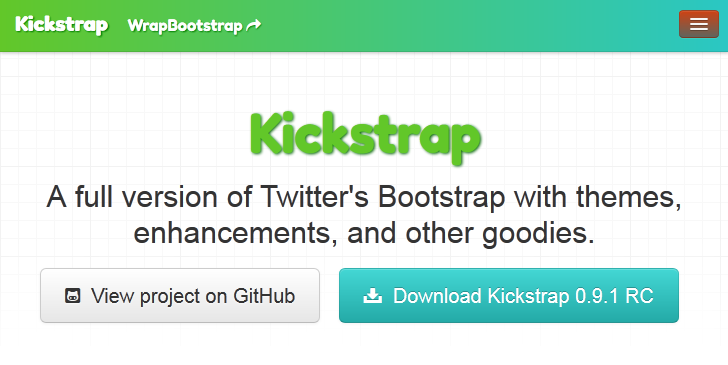 Kickstrap WrapBootstrap
Kickstrap
A full version of Twitter's Bootstrap with themes,
enhancements, and other goodies.
View project on GitHub Download Kickstrap 0.9.1 RC